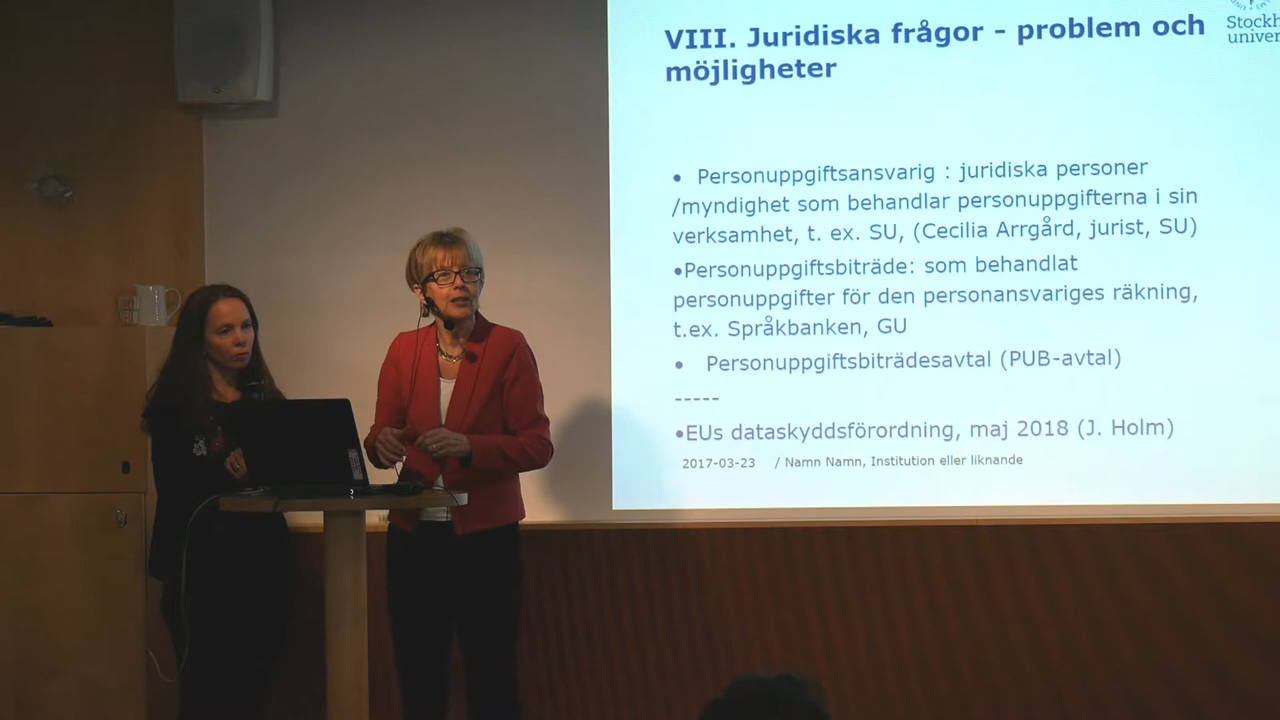 VIII. Juridiska frågor - problem och
möjligheter
• Personuppgiftsansvarig : juridiska personer
/myndighet som behandlar personuppgifterna i sin
verksamhet, t. ex. SU, (Cecilia Arrgård, jurist, SU)
•Personuppgiftsbiträde: som behandlat
personuppgifter för den personansvariges räkning,
t.ex. Språkbanken, GU
• Personuppgiftsbiträdesavtal (PUB-avtal)
-----
•EUs dataskyddsförordning, maj 2018 (J. Holm)
2017-03-23 / Namn Namn, Institution eller liknande
Stockh
univer